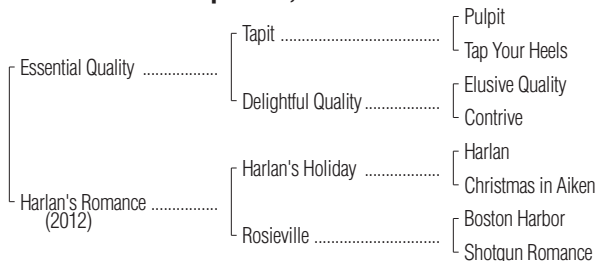 Pulpit
Tapit ........................................
Tap Your Heels
Essential Quality ..................
Elusive Quality
Delightful Quality ..................
Contrive
Harlan
Harlan's Holiday ..................
Christmas in Aiken
Harlan's Romance ................
(2012)
Boston Harbor
Rosieville ..............................
Shotgun Romance